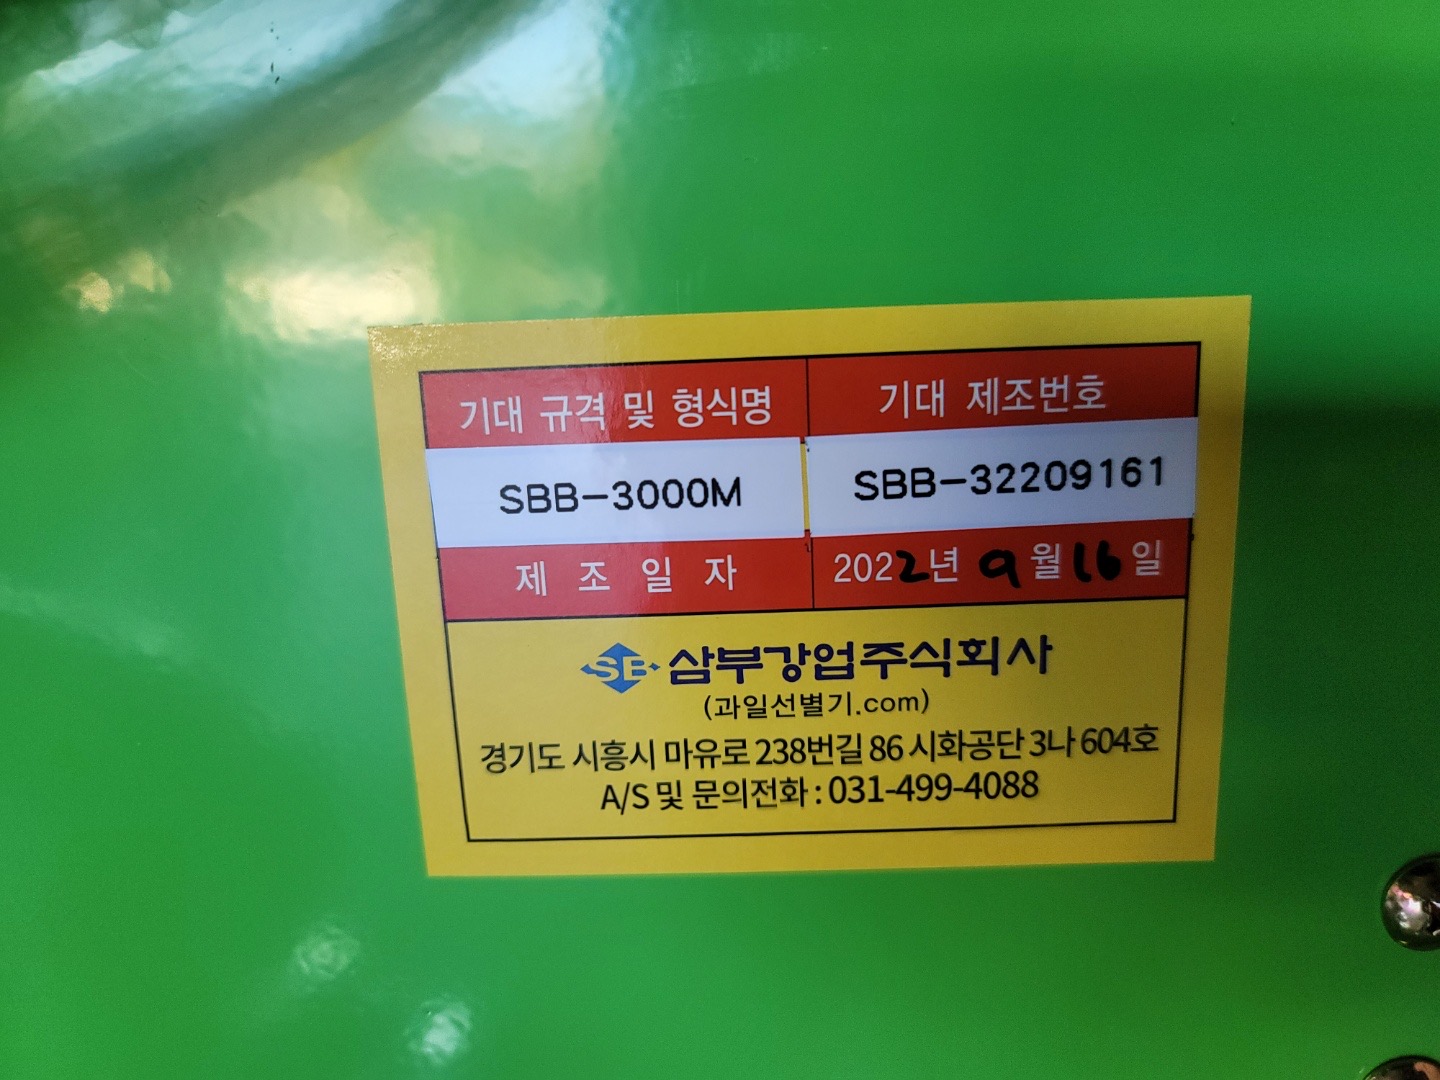 기대 규격 및 형식명 기대 제조번호
SBB-3000M SBB-32209161
제 조 일 자 2022년 9월 16일
SB 삼부강업주식회사
(과일선별기.com)
경기도 시흥시 마유로 238번길 86 시화공단 3나 604호
A/S 및 문의전화 : 031-499-4088